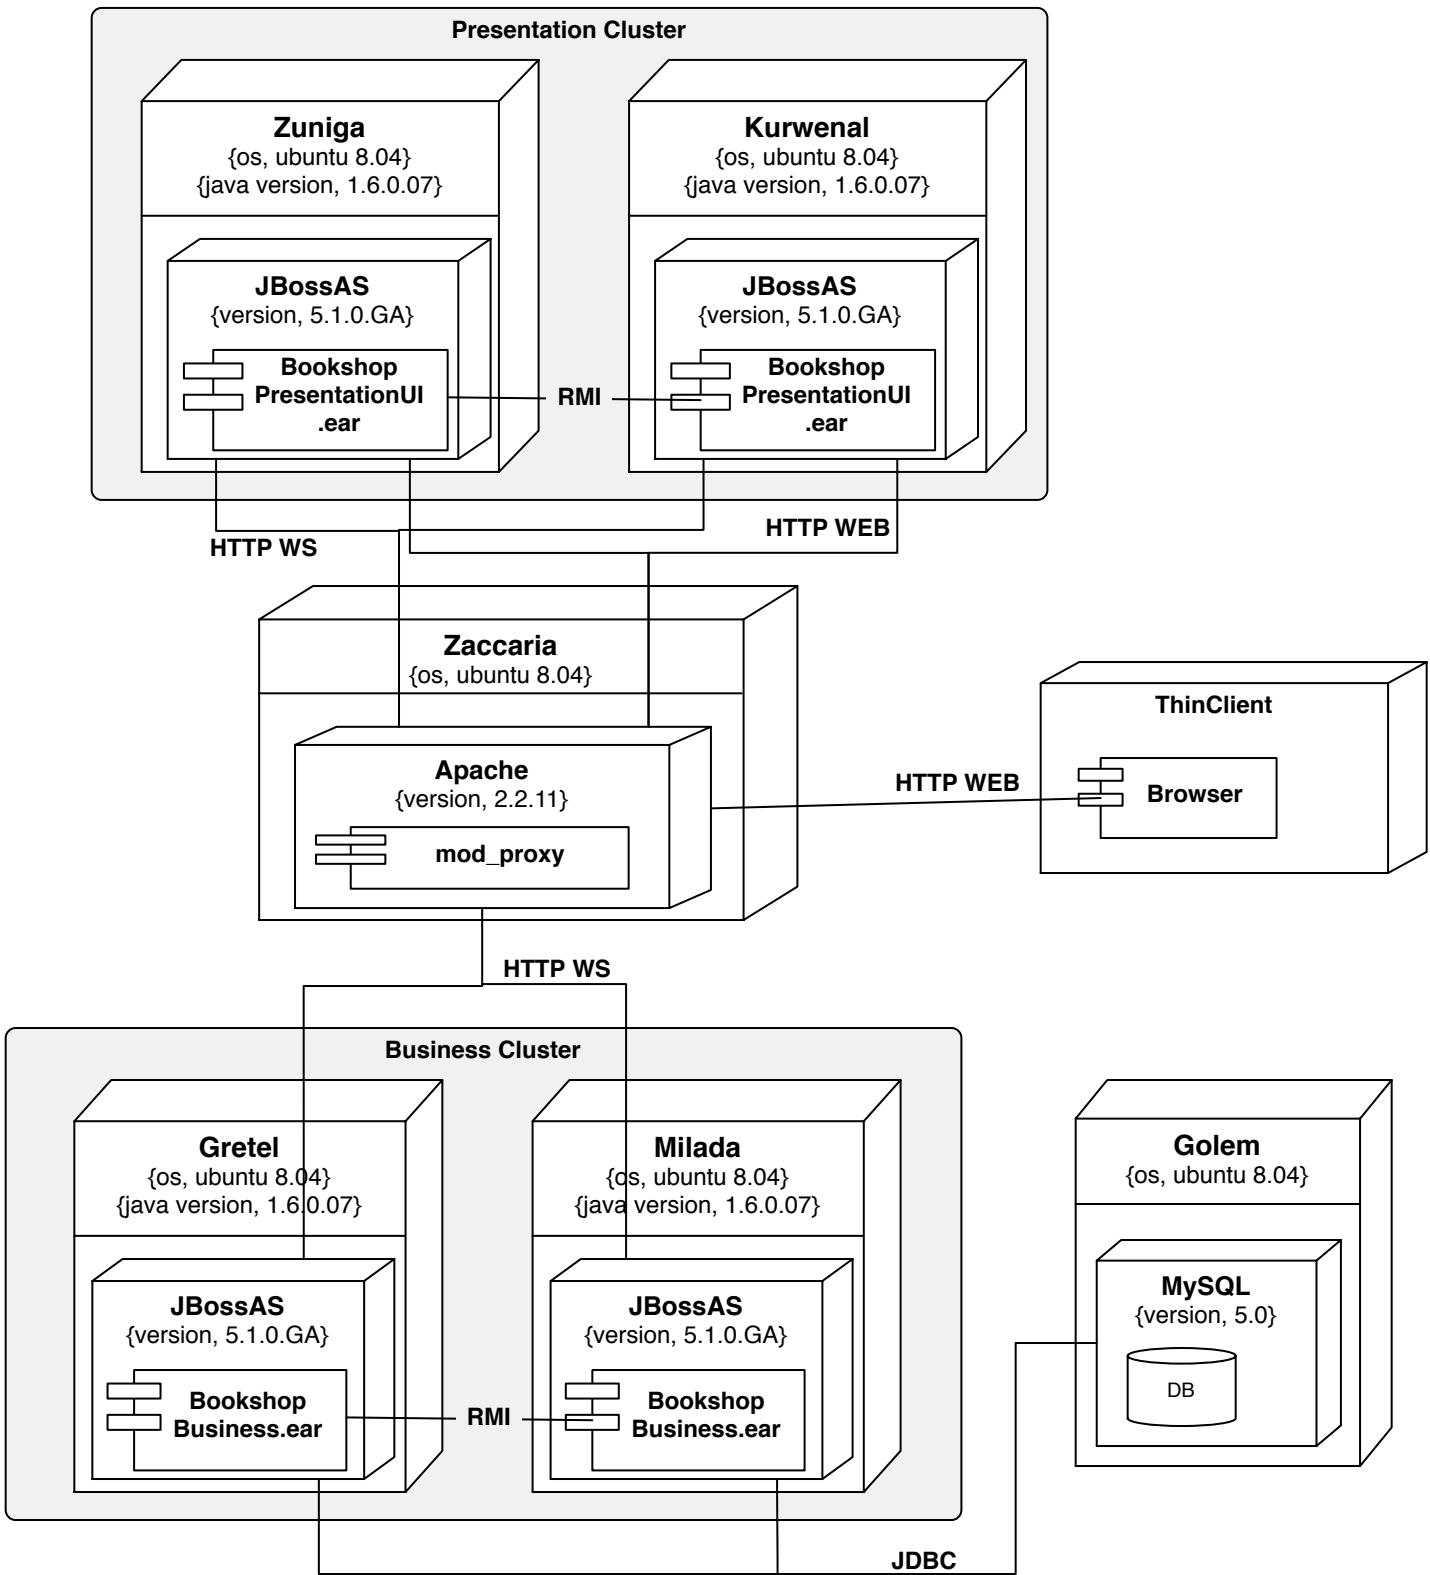 Presentation Cluster
Zuniga
{os, ubuntu 8.04}
{java version, 1.6.0.07}
JBossAS
{version, 5.1.0.GA}
Bookshop
PresentationUI
.ear
RMI
Kurwenal
{os, ubuntu 8.04}
{java version, 1.6.0.07}
JBossAS
{version, 5.1.0.GA}
Bookshop
PresentationUI
.ear
HTTP WS
HTTP WEB
Zaccaria
{os, ubuntu 8.04}
Apache
{version, 2.2.11}
mod_proxy
HTTP WEB
ThinClient
Browser
HTTP WS
Business Cluster
Gretel
{os, ubuntu 8.04}
{java version, 1.6.0.07}
JBossAS
{version, 5.1.0.GA}
Bookshop
Business.ear
RMI
Milada
{os, ubuntu 8.04}
{java version, 1.6.0.07}
JBossAS
{version, 5.1.0.GA}
Bookshop
Business.ear
Golem
{os, ubuntu 8.04}
MySQL
{version, 5.0}
DB
JDBC